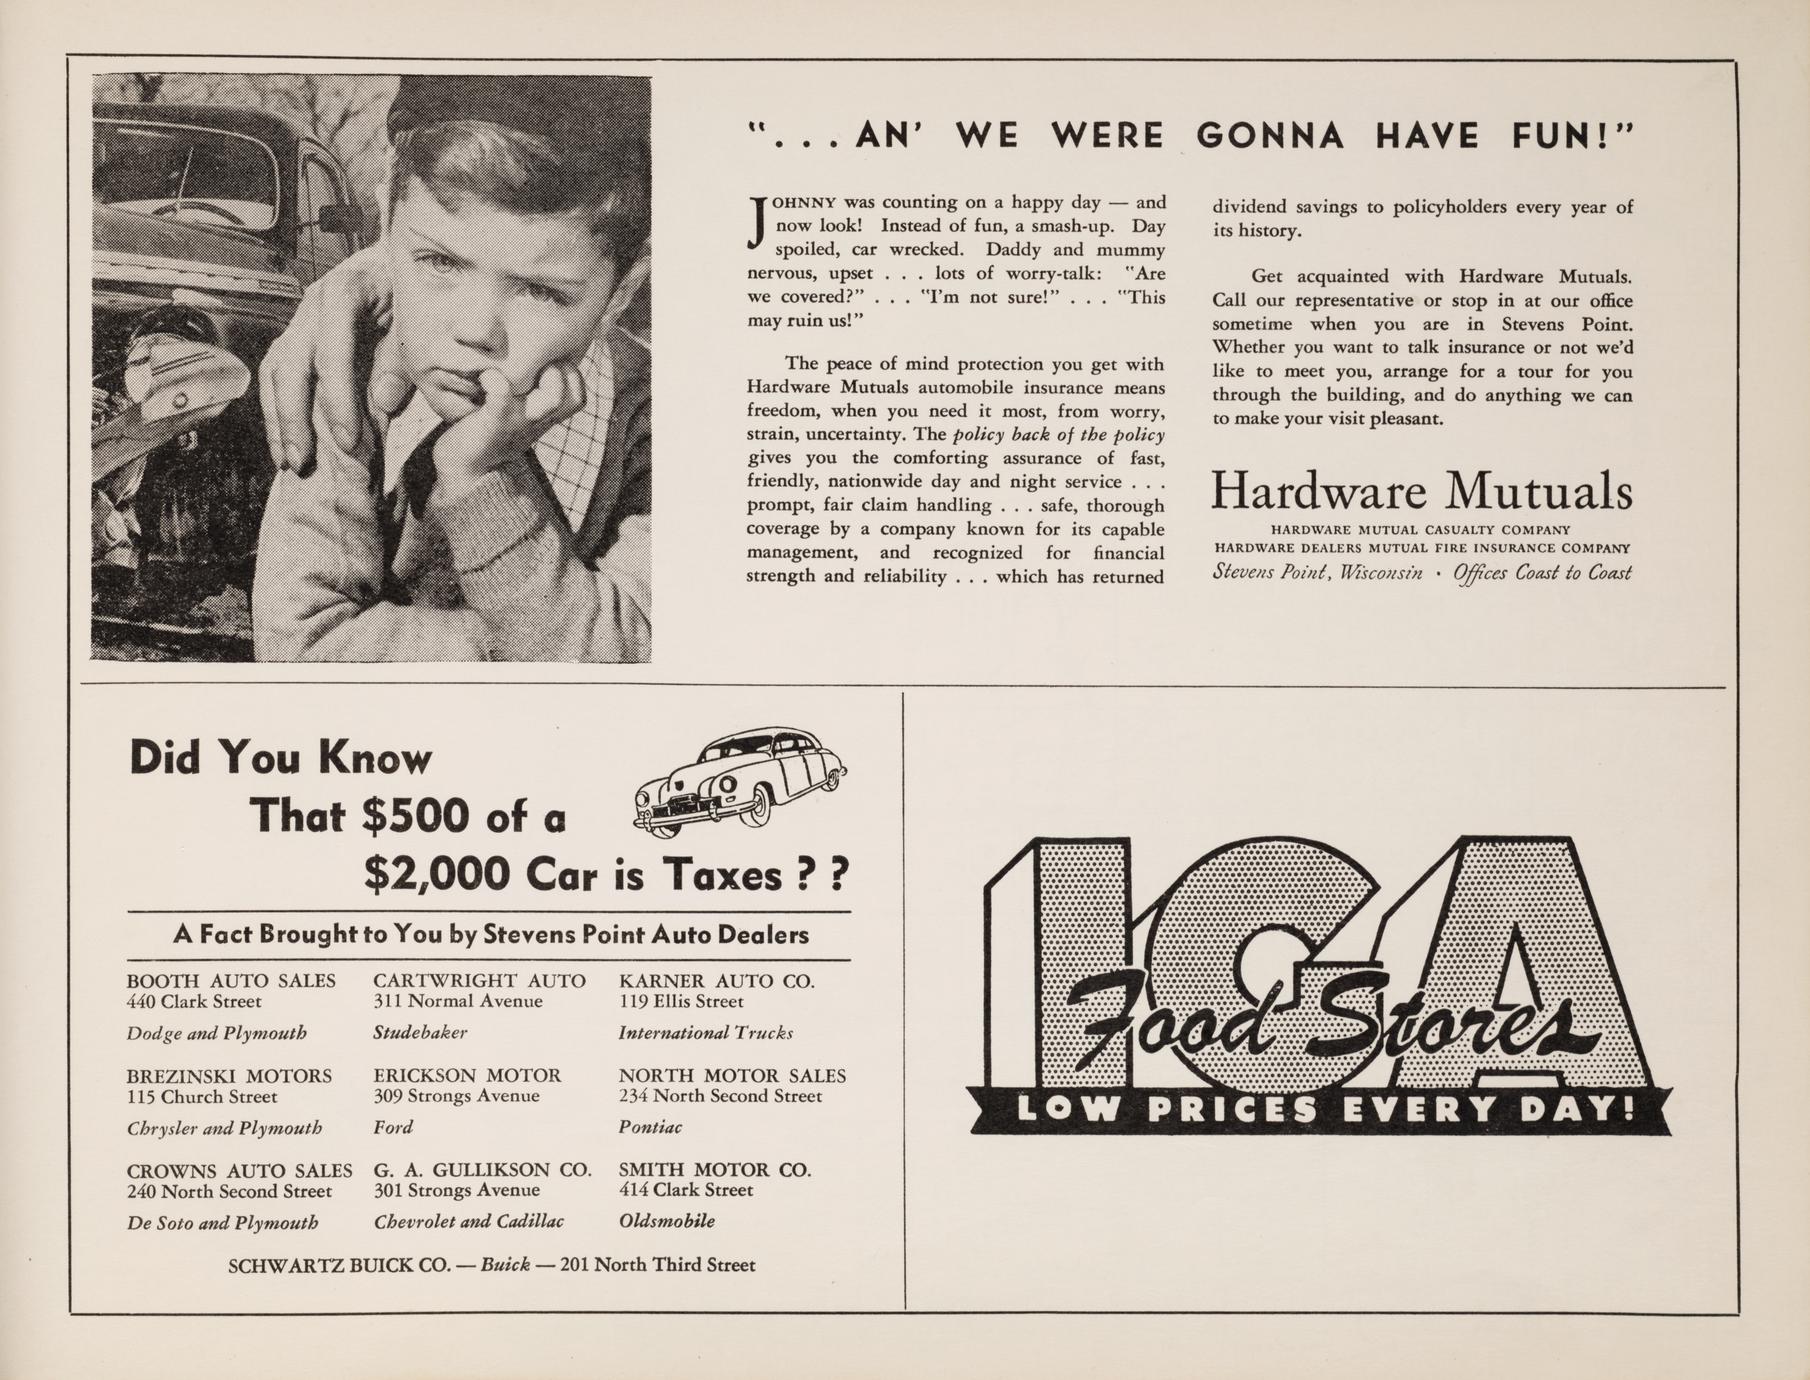 “. . . AN’ WE WERE GONNA HAVE FUN!”
JOHNNY was counting on a happy day — and
now look! Instead of fun, a smash-up. Day
spoiled, car wrecked. Daddy and mummy
nervous, upset . . . lots of worry-talk: “Are
we covered?” . . . “I’m not sure!” . . . “This
may ruin us!”
The peace of mind protection you get with
Hardware Mutuals automobile insurance means
freedom, when you need it most, from worry,
strain, uncertainty. The policy back of the policy
gives you the comforting assurance of fast,
friendly, nationwide day and night service . . .
prompt, fair claim handling . . . safe, thorough
coverage by a company known for its capable
management, and recognized for financial
strength and reliability . . . which has returned
dividend savings to policyholders every year of
its history.
Get acquainted with Hardware Mutuals.
Call our representative or stop in at our office
sometime when you are in Stevens Point.
Whether you want to talk insurance or not we’d
like to meet you, arrange for a tour for you
through the building, and do anything we can
to make your visit pleasant.
Hardware Mutuals
HARDWARE MUTUAL CASUALTY COMPANY
HARDWARE DEALERS MUTUAL FIRE INSURANCE COMPANY
Stevens Point, Wisconsin · Offices Coast to Coast
Did You Know
That $500 of a
$2,000 Car is Taxes ? ?
A Fact Brought to You by Stevens Point Auto Dealers
BOOTH AUTO SALES
440 Clark Street
Dodge and Plymouth
BREZINSKI MOTORS
115 Church Street
Chrysler and Plymouth
CROWNS AUTO SALES
240 North Second Street
De Soto and Plymouth
CARTWRIGHT AUTO
311 Normal Avenue
Studebaker
ERICKSON MOTOR
309 Strongs Avenue
Ford
G. A. GULLIKSON CO.
301 Strongs Avenue
Chevrolet and Cadillac
KARNER AUTO CO.
119 Ellis Street
International Trucks
NORTH MOTOR SALES
234 North Second Street
Pontiac
SMITH MOTOR CO.
414 Clark Street
Oldsmobile
SCHWARTZ BUICK CO. — Buick — 201 North Third Street
IGA
Food Stores
LOW PRICES EVERY DAY!